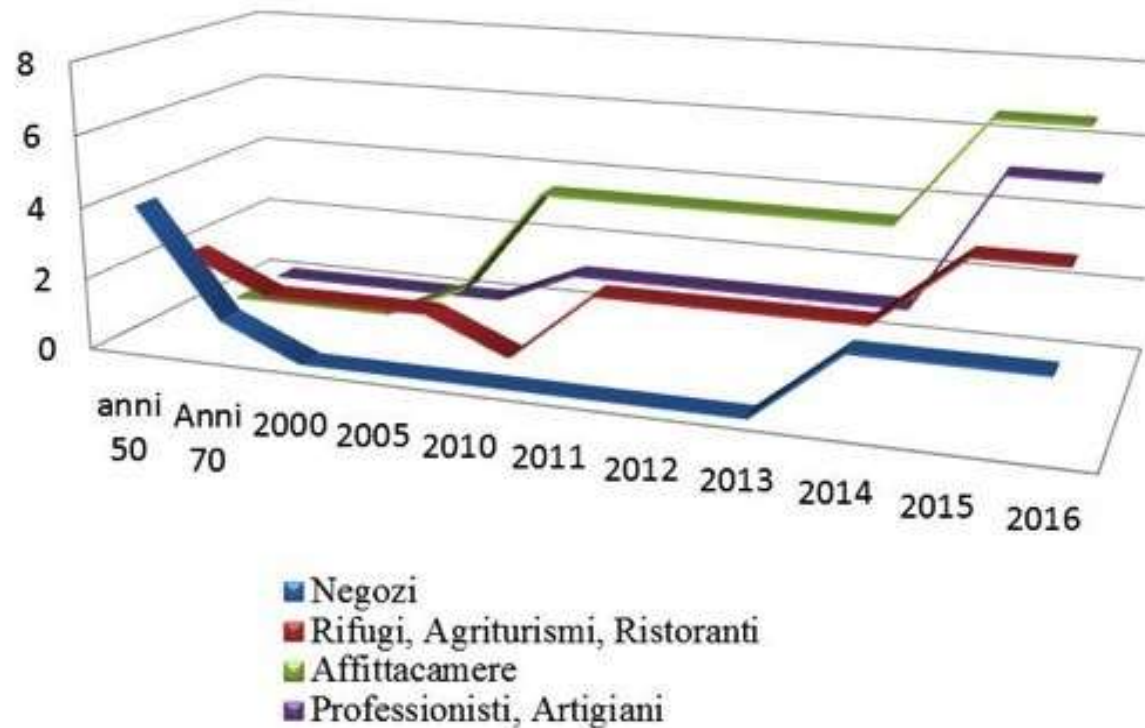 8
6
4
2
0
anni 50
Anni 70
2000
2005
2010
2011
2012
2013
2014
2015
2016
Negozi
Rifugi, Agriturismi, Ristoranti
Affittacamere
Professionisti, Artigiani